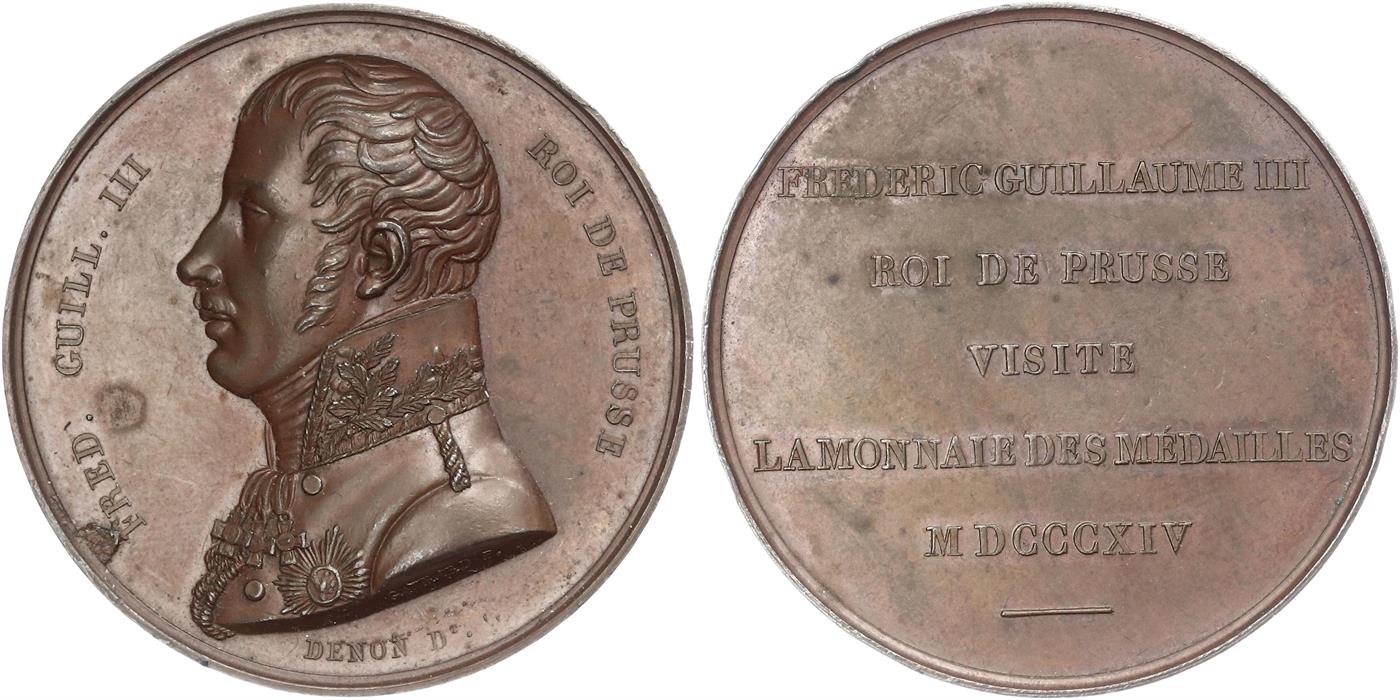 FRED. GUILL. III
ROI DE PRUSSE
DENON D.
FREDERIC GUILLAUME III
ROI DE PRUSSE
VISITE
LA MONNAIE DES MÉDAILLES
M DCCCXIV